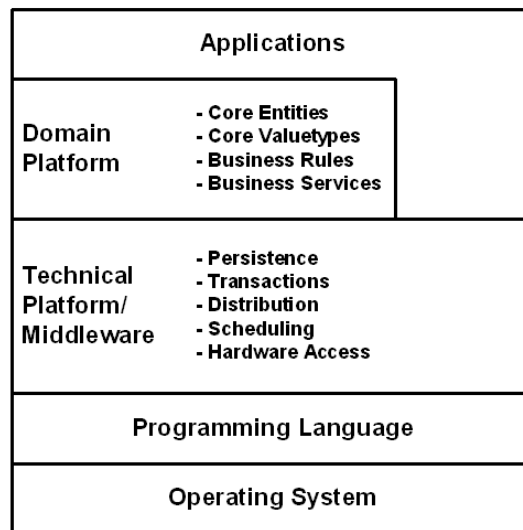 Applications
Domain
Platform
- Core Entities
- Core Valuetypes
- Business Rules
- Business Services
Technical
Platform/
Middleware
- Persistence
- Transactions
- Distribution
- Scheduling
- Hardware Access
Programming Language
Operating System